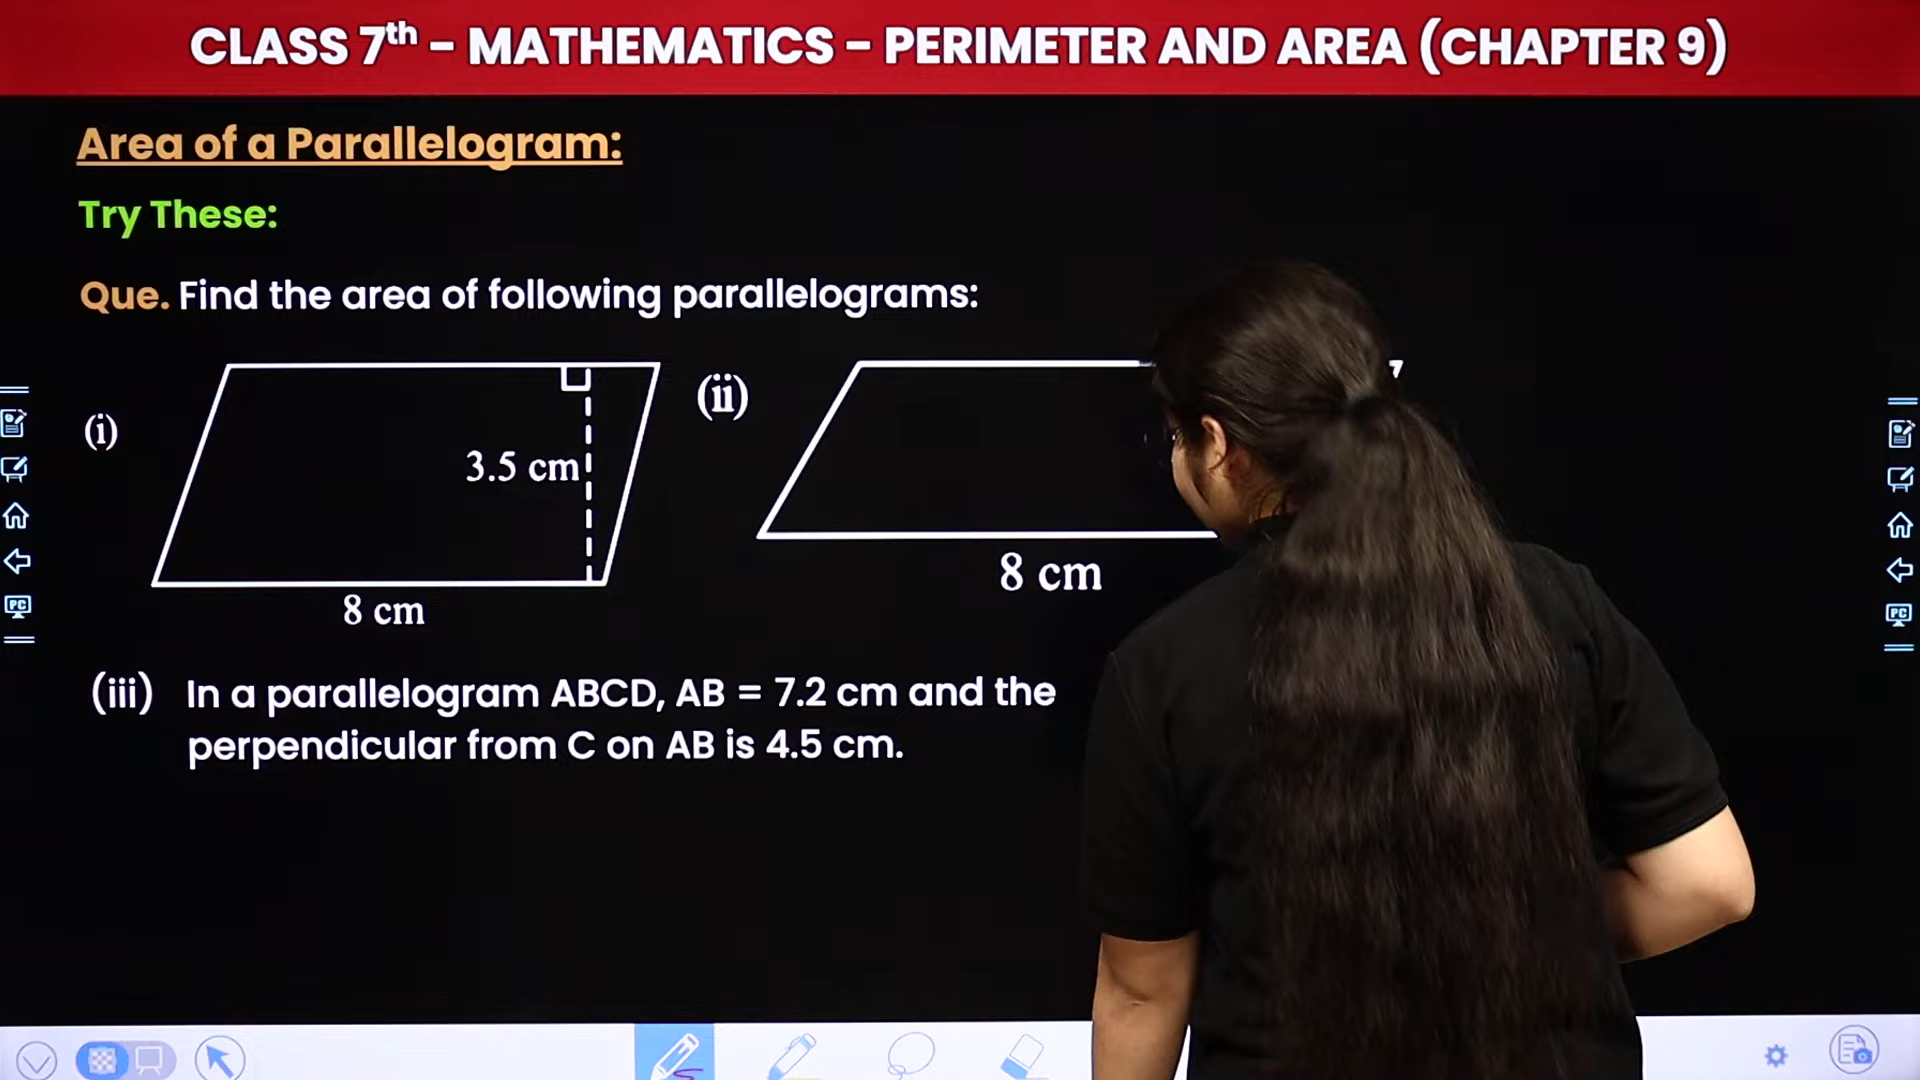 CLASS 7th - MATHEMATICS - PERIMETER AND AREA (CHAPTER 9)
Area of a Parallelogram:
Try These:
Que. Find the area of following parallelograms:
(i)
3.5 cm
8 cm
(ii)
8 cm
(iii) In a parallelogram ABCD, AB = 7.2 cm and the
perpendicular from C on AB is 4.5 cm.
PC
PC